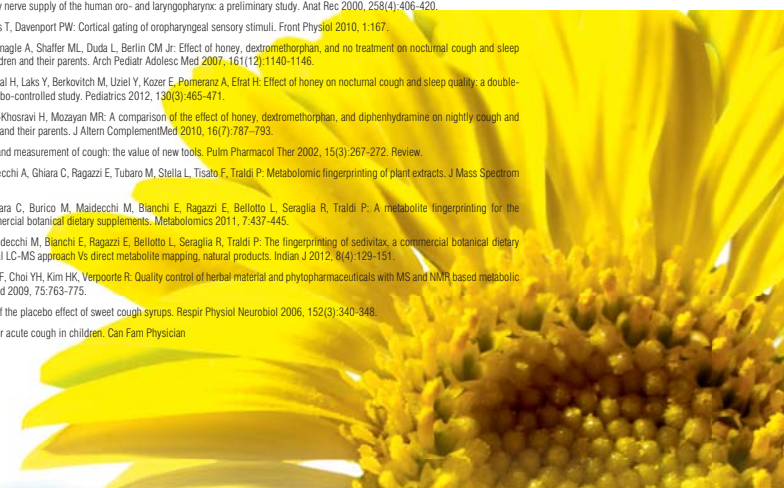 y nerve supply of the human oro- and laryngopharynx: a preliminary study. Anat Rec 2000, 258(4):406-420.
s T, Davenport PW: Cortical gating of oropharyngeal sensory stimuli. Front Physiol 2010, 1:167.
nagle A, Shaffer ML, Duda L, Berlin CM Jr: Effect of honey, dextromethorphan, and no treatment on nocturnal cough and sleep
dren and their parents. Arch Pediatr Adolesc Med 2007, 161(12):1140-1146.
al H, Laks Y, Berkovitch M, Uziel Y, Kozer E, Pomeranz A, Efrat H: Effect of honey on nocturnal cough and sleep quality: a double-
bo-controlled study. Pediatrics 2012, 130(3):465-471.
-Khosravi H, Mozayan MR: A comparison of the effect of honey, dextromethorphan, and diphenhydramine on nightly cough and
and their parents. J Altern ComplementMed 2010, 16(7):787–793.
and measurement of cough: the value of new tools. Pulm Pharmacol Ther 2002, 15(3):267-272. Review.
ecchi A, Ghiara C, Ragazzi E, Tubaro M, Stella L, Tisato F, Traldi P: Metabolomic fingerprinting of plant extracts. J Mass Spectrom
ara C, Burico M, Maidecchi M, Bianchi E, Ragazzi E, Bellotto L, Seraglia R, Traldi P: A metabolite fingerprinting for the
mercial botanical dietary supplements. Metabolomics 2011, 7:437-445.
idecchi M, Bianchi E, Ragazzi E, Bellotto L, Seraglia R, Traldi P: The fingerprinting of sedivitax, a commercial botanical dietary
al LC-MS approach Vs direct metabolite mapping, natural products. Indian J 2012, 8(4):129-151.
F, Choi YH, Kim HK, Verpoorte R: Quality control of herbal material and phytopharmaceuticals with MS and NMR based metabolic
d 2009, 75:763-775.
of the placebo effect of sweet cough syrups. Respir Physiol Neurobiol 2006, 152(3):340-348.
or acute cough in children. Can Fam Physician